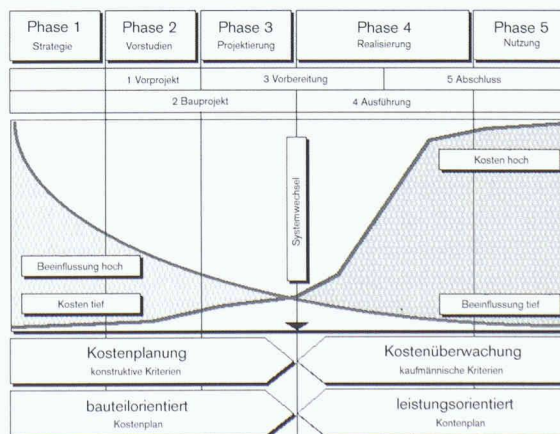 Phase 1
Strategie
Phase 2
Vorstudien
Phase 3
Projektierung
Phase 4
Realisierung
Phase 5
Nutzung
1 Vorprojekt
3 Vorbereitung
5 Abschluss
2 Bauprojekt
4 Ausführung
Systemwechsel
Kosten hoch
Beeinflussung hoch
Kosten tief
Beeinflussung tief
Kostenplanung
konstruktive Kriterien
Kostenüberwachung
kaufmännische Kriterien
bauteilorientiert
Kostenplan
leistungsorientiert
Kontenplan